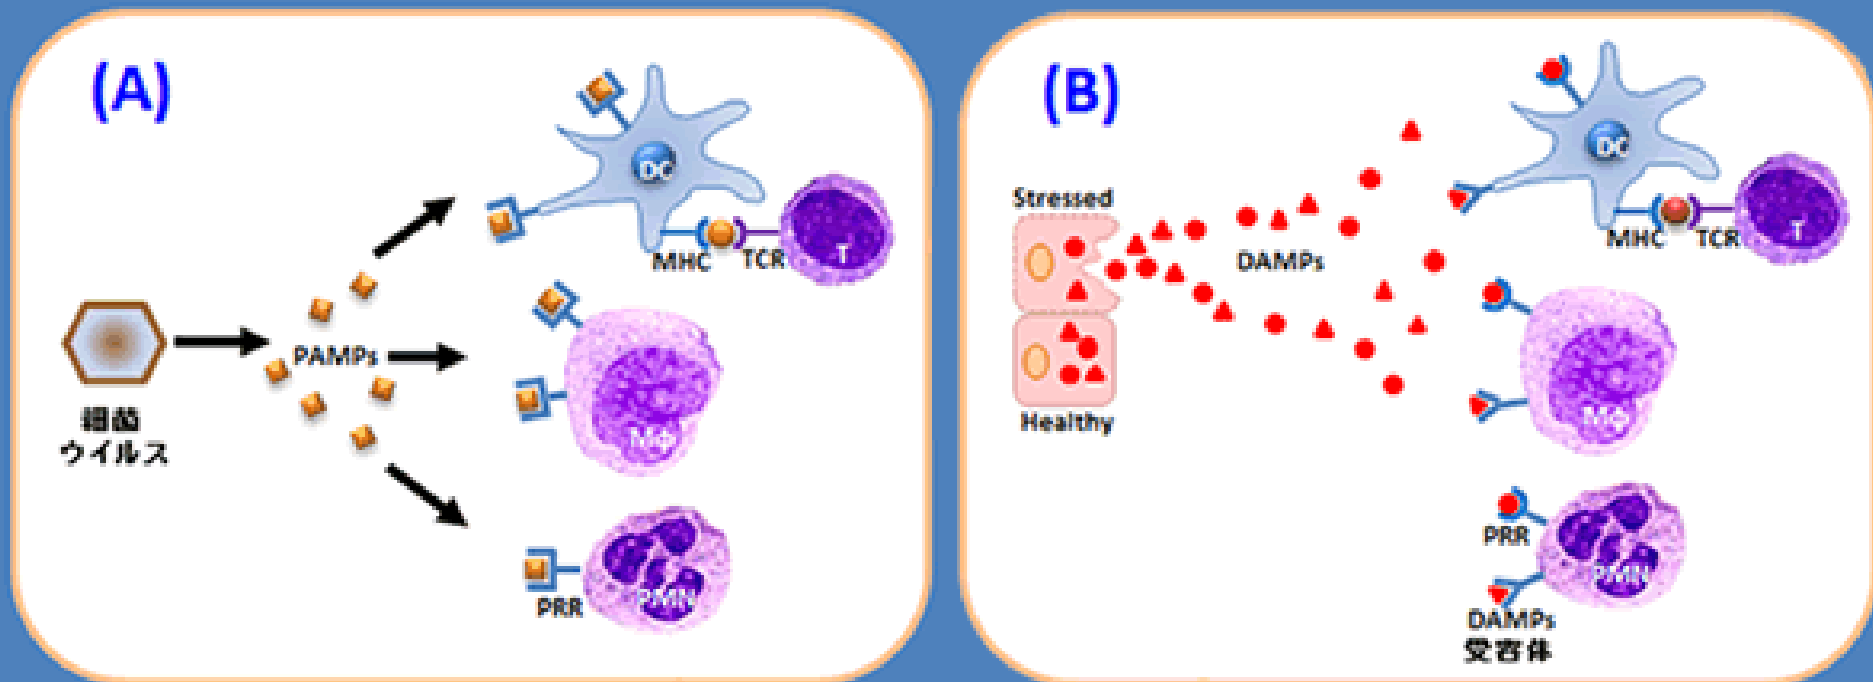 (A)
DC
MHC
TCR
T
PAMPs
細菌
ウイルス
Mφ
PMN
PRR
(B)
DC
Stressed
MHC
TCR
T
DAMPs
Healthy
Mφ
PRR
PMN
DAMPs
受容体